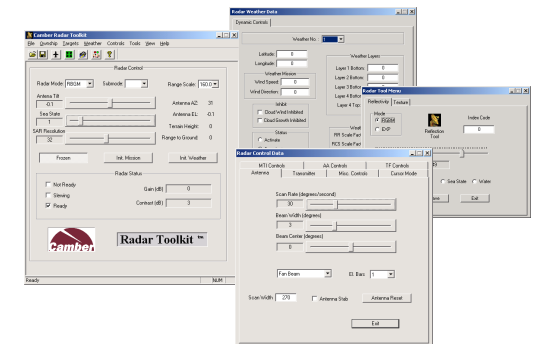 Camber Radar Toolkit
File Ownship Targets Weather Controls Tools View Help
Radar Control
Radar Mode: RBGM Submode: Range Scale: 160.0
Antenna Tilt
-0.1
Antenna AZ: 31
Sea State
1
Antenna EL: -0.1
Terrain Height: 0
SAR Resolution
32
Range to Ground: 0
Frozen Init. Mission Init. Weather
Radar Status
Not Ready
Slewing
Ready
Gain (dB): 0
Contrast (dB): 3
Camber
Radar Toolkit ™
Ready NUM
Radar Weather Data
Dynamic Controls
Weather No.: 1
Latitude: 0
Longitude: 0
Weather Motion
Wind Speed: 0
Wind Direction: 0
Inhibit
Cloud Wind Inhibited
Cloud Growth Inhibited
Status
Activate
Weather Layers
Layer 1 Bottom: 0
Layer 2 Bottom:
Layer 3 Bottom
Layer 4 Bottom
Layer 4 Top:
RR Scale Fact
RCS Scale Fact
Radar Tool Menu
Reflectivity Texture
Mode
RBGM
EXP
Reflection
Tool
Index Code
0
Sea State Water
Exit
Radar Control Data
MTI Controls AA Controls TF Controls
Antenna Transmitter Misc. Controls Cursor Mode
Scan Rate (degrees/second)
30
Beam Width (degrees)
3
Beam Center (degrees)
0
Fan Beam El. Bars 1
Scan Width 270 Antenna Stab Antenna Reset
Exit